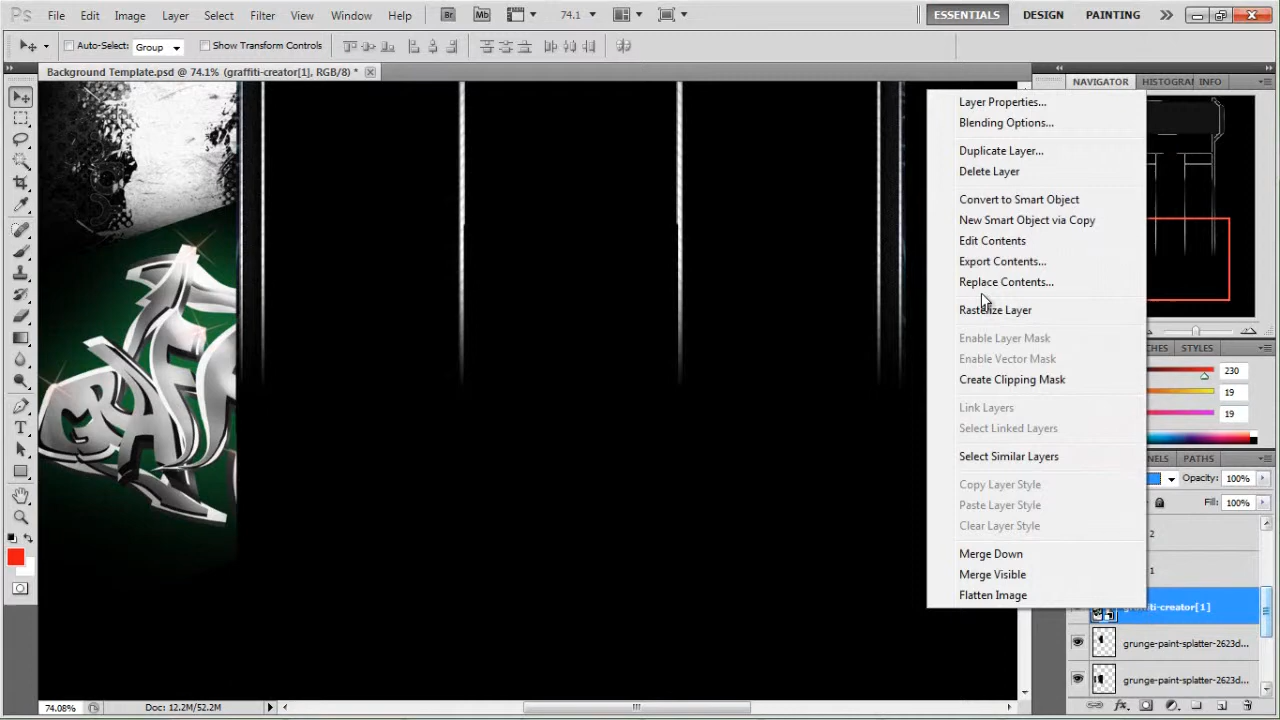 Ps File Edit Image Layer Select Filter View Window Help Br Mb 74.1 ESSENTIALS DESIGN PAINTING
Auto-Select: Group Show Transform Controls
Background Template.psd @ 74.1% (graffiti-creator[1], RGB/8) *
NAVIGATOR HISTOGRAM INFO
Layer Properties...
Blending Options...
Duplicate Layer...
Delete Layer
Convert to Smart Object
New Smart Object via Copy
Edit Contents
Export Contents...
Replace Contents...
Rasterize Layer
Enable Layer Mask
Enable Vector Mask
Create Clipping Mask
Link Layers
Select Linked Layers
Select Similar Layers
Copy Layer Style
Paste Layer Style
Clear Layer Style
Merge Down
Merge Visible
Flatten Image
CHES STYLES
230
19
19
NELS PATHS
Opacity: 100%
Fill: 100%
2
1
graffiti-creator[1]
grunge-paint-splatter-2623d...
grunge-paint-splatter-2623d...
74.08% Doc: 12.2M/52.2M